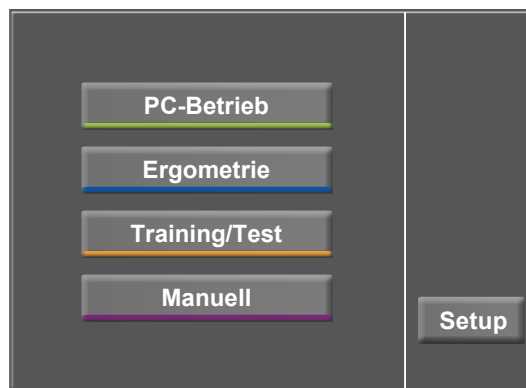 PC-Betrieb
Ergometrie
Training/Test
Manuell
Setup